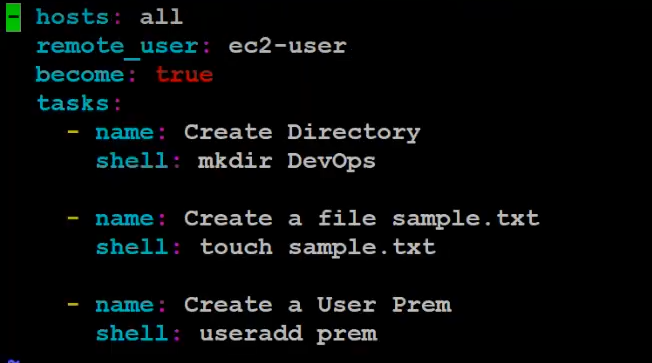 - hosts: all
  remote_user: ec2-user
  become: true
  tasks:
    - name: Create Directory
      shell: mkdir DevOps

    - name: Create a file sample.txt
      shell: touch sample.txt

    - name: Create a User Prem
      shell: useradd prem
~